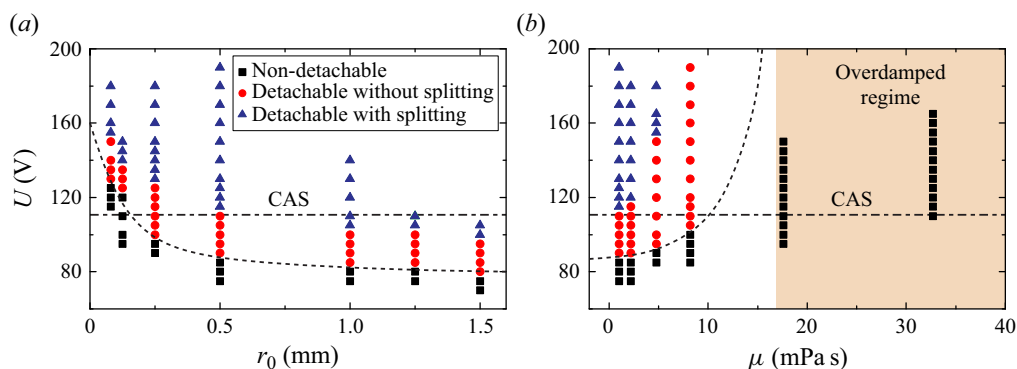 (a)
200
160
120
80
U (V)
0
0.5
1.0
1.5
r0 (mm)
Non-detachable
Detachable without splitting
Detachable with splitting
CAS
(b)
200
160
120
80
0
10
20
30
40
μ (mPa s)
Overdamped
regime
CAS